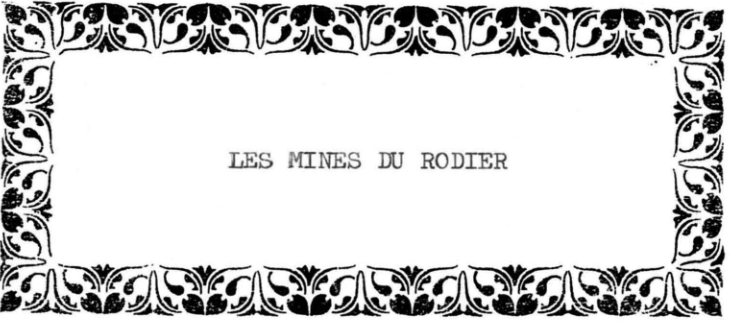 LES MINES DU RODIER